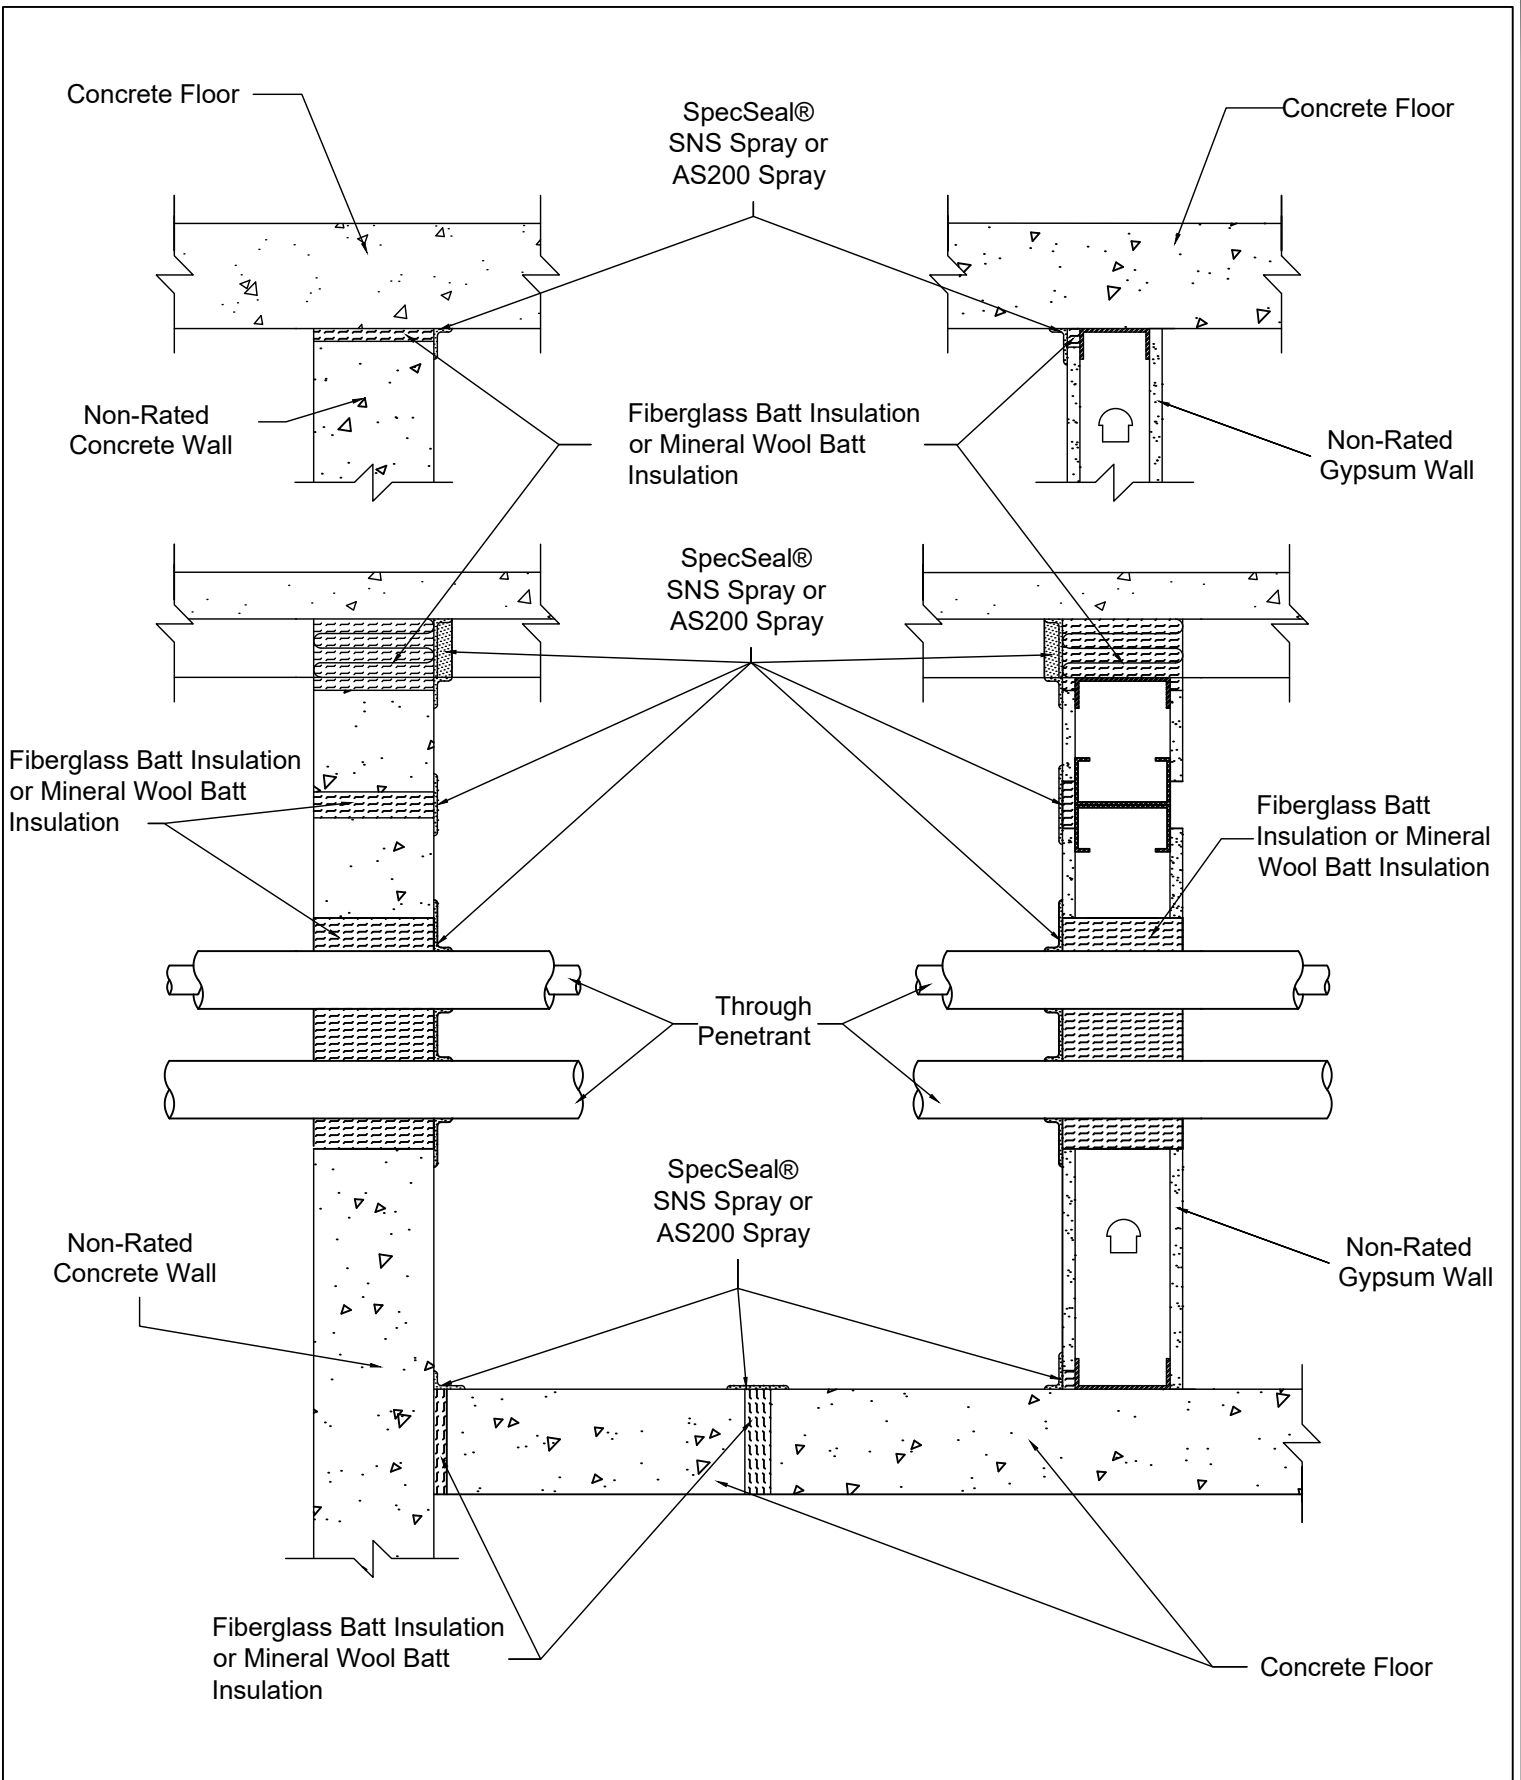 Concrete Floor
SpecSeal®
SNS Spray or
AS200 Spray
Concrete Floor
Non-Rated
Concrete Wall
Fiberglass Batt Insulation
or Mineral Wool Batt
Insulation
Non-Rated
Gypsum Wall
SpecSeal®
SNS Spray or
AS200 Spray
Fiberglass Batt Insulation
or Mineral Wool Batt
Insulation
Fiberglass Batt
Insulation or Mineral
Wool Batt Insulation
Through
Penetrant
SpecSeal®
SNS Spray or
AS200 Spray
Non-Rated
Concrete Wall
Non-Rated
Gypsum Wall
Fiberglass Batt Insulation
or Mineral Wool Batt
Insulation
Concrete Floor